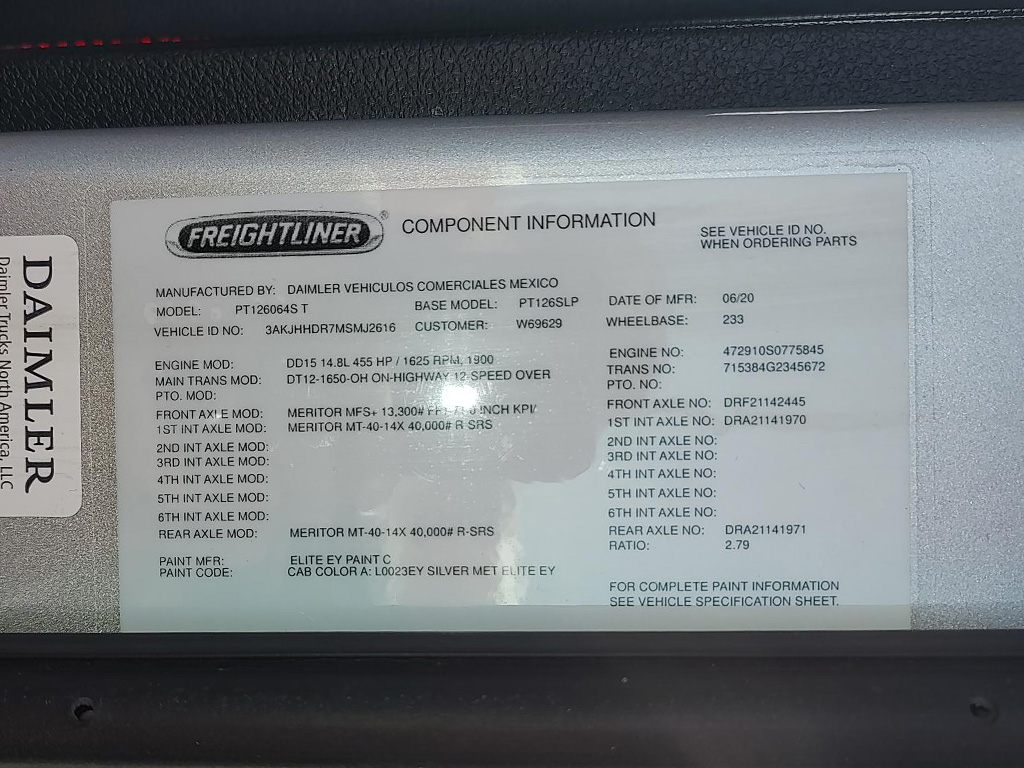 FREIGHTLINER®
COMPONENT INFORMATION
SEE VEHICLE ID NO.
WHEN ORDERING PARTS
MANUFACTURED BY: DAIMLER VEHICULOS COMERCIALES MEXICO
MODEL: PT126064S T BASE MODEL: PT126SLP DATE OF MFR: 06/20
VEHICLE ID NO: 3AKJHHDR7MSMJ2616 CUSTOMER: W69629 WHEELBASE: 233
ENGINE MOD: DD15 14.8L 455 HP / 1625 RPM, 1900 ENGINE NO: 472910S0775845
MAIN TRANS MOD: DT12-1650-OH ON-HIGHWAY 12 SPEED OVER TRANS NO: 715384G2345672
PTO. MOD: PTO. NO:
FRONT AXLE MOD: MERITOR MFS+ 13,300# INCH KPI/ FRONT AXLE NO: DRF21142445
1ST INT AXLE MOD: MERITOR MT-40-14X 40,000# R-SRS 1ST INT AXLE NO: DRA21141970
2ND INT AXLE MOD: 2ND INT AXLE NO:
3RD INT AXLE MOD: 3RD INT AXLE NO:
4TH INT AXLE MOD: 4TH INT AXLE NO:
5TH INT AXLE MOD: 5TH INT AXLE NO:
6TH INT AXLE MOD: 6TH INT AXLE NO:
REAR AXLE MOD: MERITOR MT-40-14X 40,000# R-SRS REAR AXLE NO: DRA21141971
RATIO: 2.79
PAINT MFR: ELITE EY PAINT C
PAINT CODE: CAB COLOR A: L0023EY SILVER MET ELITE EY
FOR COMPLETE PAINT INFORMATION
SEE VEHICLE SPECIFICATION SHEET.
DAIMLER
Daimler Trucks North America, LLC